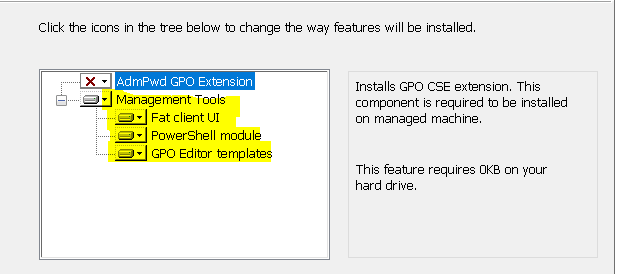 Click the icons in the tree below to change the way features will be installed.
AdmPwd GPO Extension
Management Tools
Fat client UI
PowerShell module
GPO Editor templates
Installs GPO CSE extension. This
component is required to be installed
on managed machine.
This feature requires 0KB on your
hard drive.